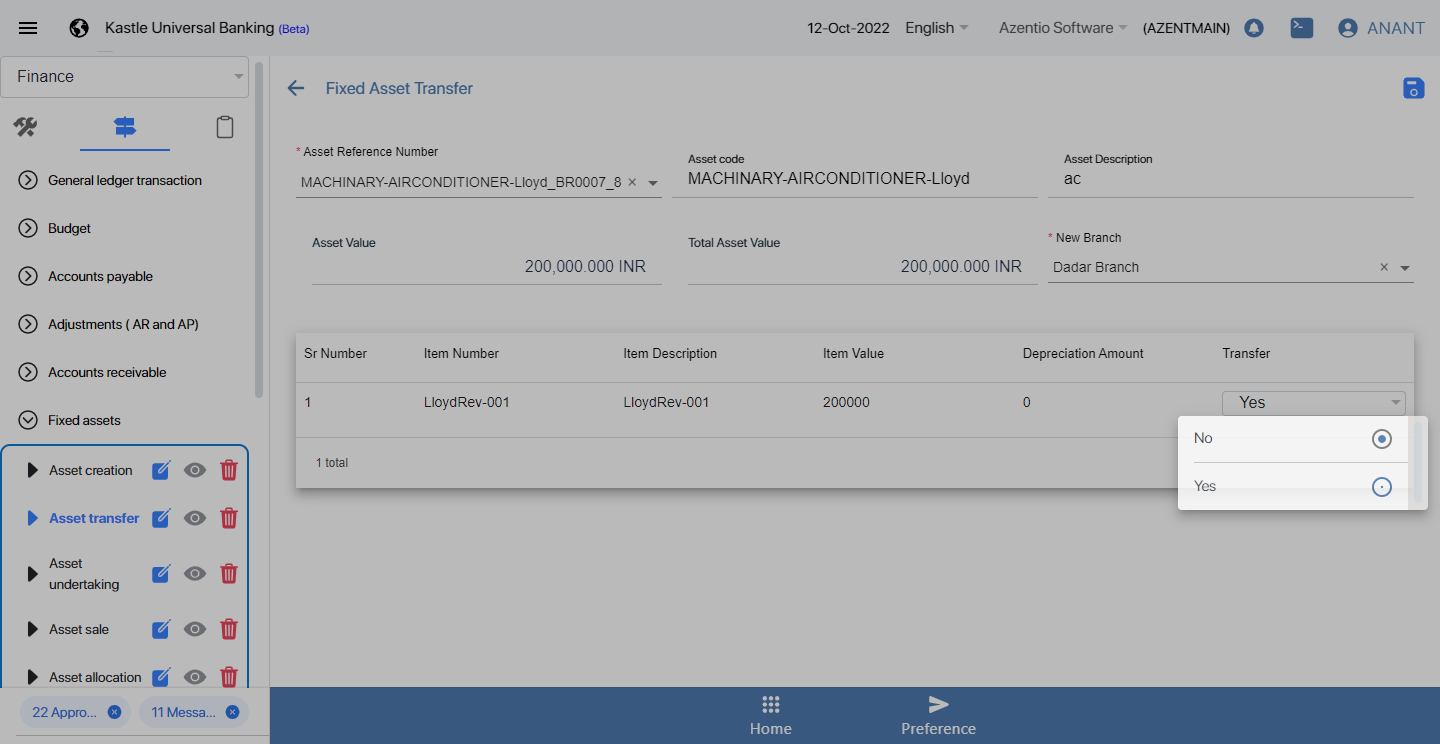 Kastle Universal Banking (Beta)
12-Oct-2022
English
Azentio Software
(AZENTMAIN)
ANANT
Finance
General ledger transaction
Budget
Accounts payable
Adjustments ( AR and AP)
Accounts receivable
Fixed assets
Asset creation
Asset transfer
Asset
undertaking
Asset sale
Asset allocation
22 Appro...
11 Messa...
Fixed Asset Transfer
* Asset Reference Number
MACHINARY-AIRCONDITIONER-Lloyd_BR0007_8
Asset code
MACHINARY-AIRCONDITIONER-Lloyd
Asset Description
ac
Asset Value
200,000.000 INR
Total Asset Value
200,000.000 INR
* New Branch
Dadar Branch
Sr Number Item Number Item Description Item Value Depreciation Amount Transfer
1 LloydRev-001 LloydRev-001 200000 0 Yes
No
Yes
1 total
Home
Preference